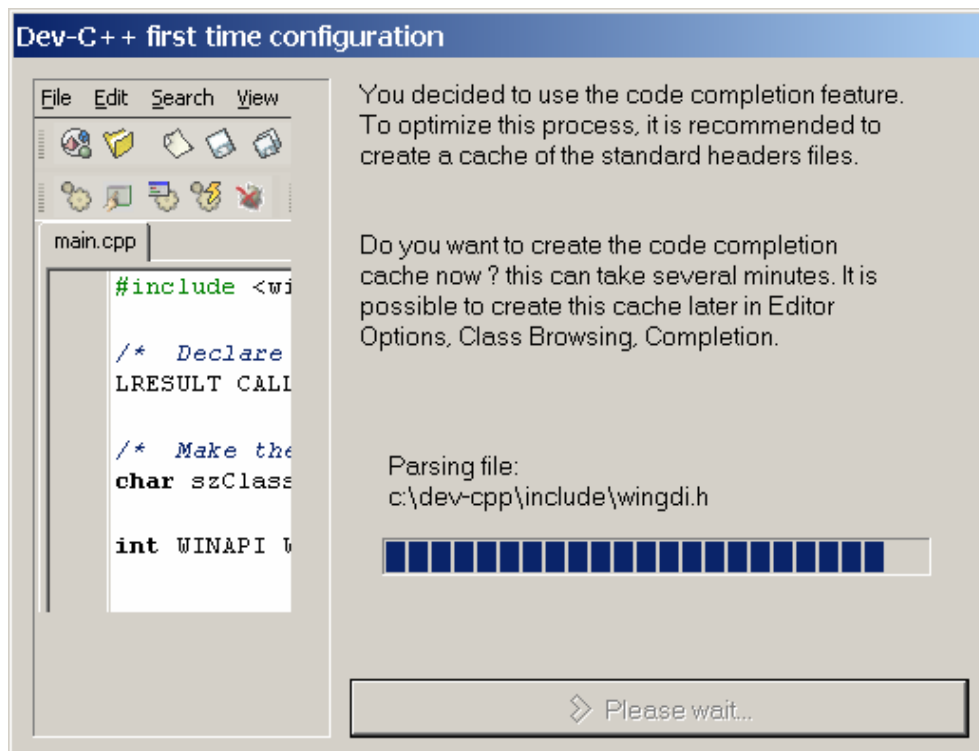 Dev-C++ first time configuration
File Edit Search View
main.cpp
#include <wi
/* Declare
LRESULT CALL
/* Make the
char szClass
int WINAPI W
You decided to use the code completion feature.
To optimize this process, it is recommended to
create a cache of the standard headers files.
Do you want to create the code completion
cache now ? this can take several minutes. It is
possible to create this cache later in Editor
Options, Class Browsing, Completion.
Parsing file:
c:\dev-cpp\include\wingdi.h
Please wait...